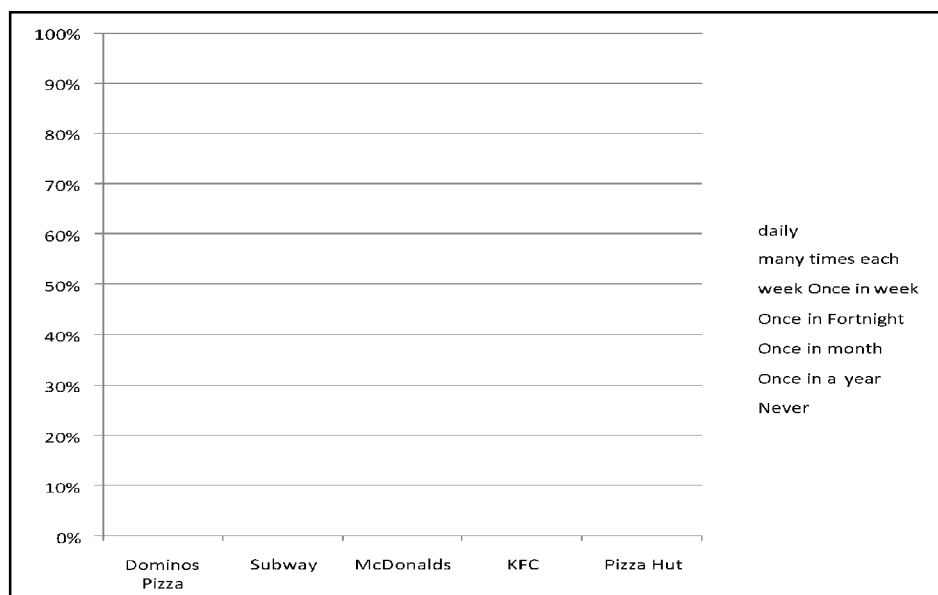 100%
90%
80%
70%
60%
50%
40%
30%
20%
10%
0%
Dominos
Pizza
Subway
McDonalds
KFC
Pizza Hut
daily
many times each
week Once in week
Once in Fortnight
Once in month
Once in a year
Never